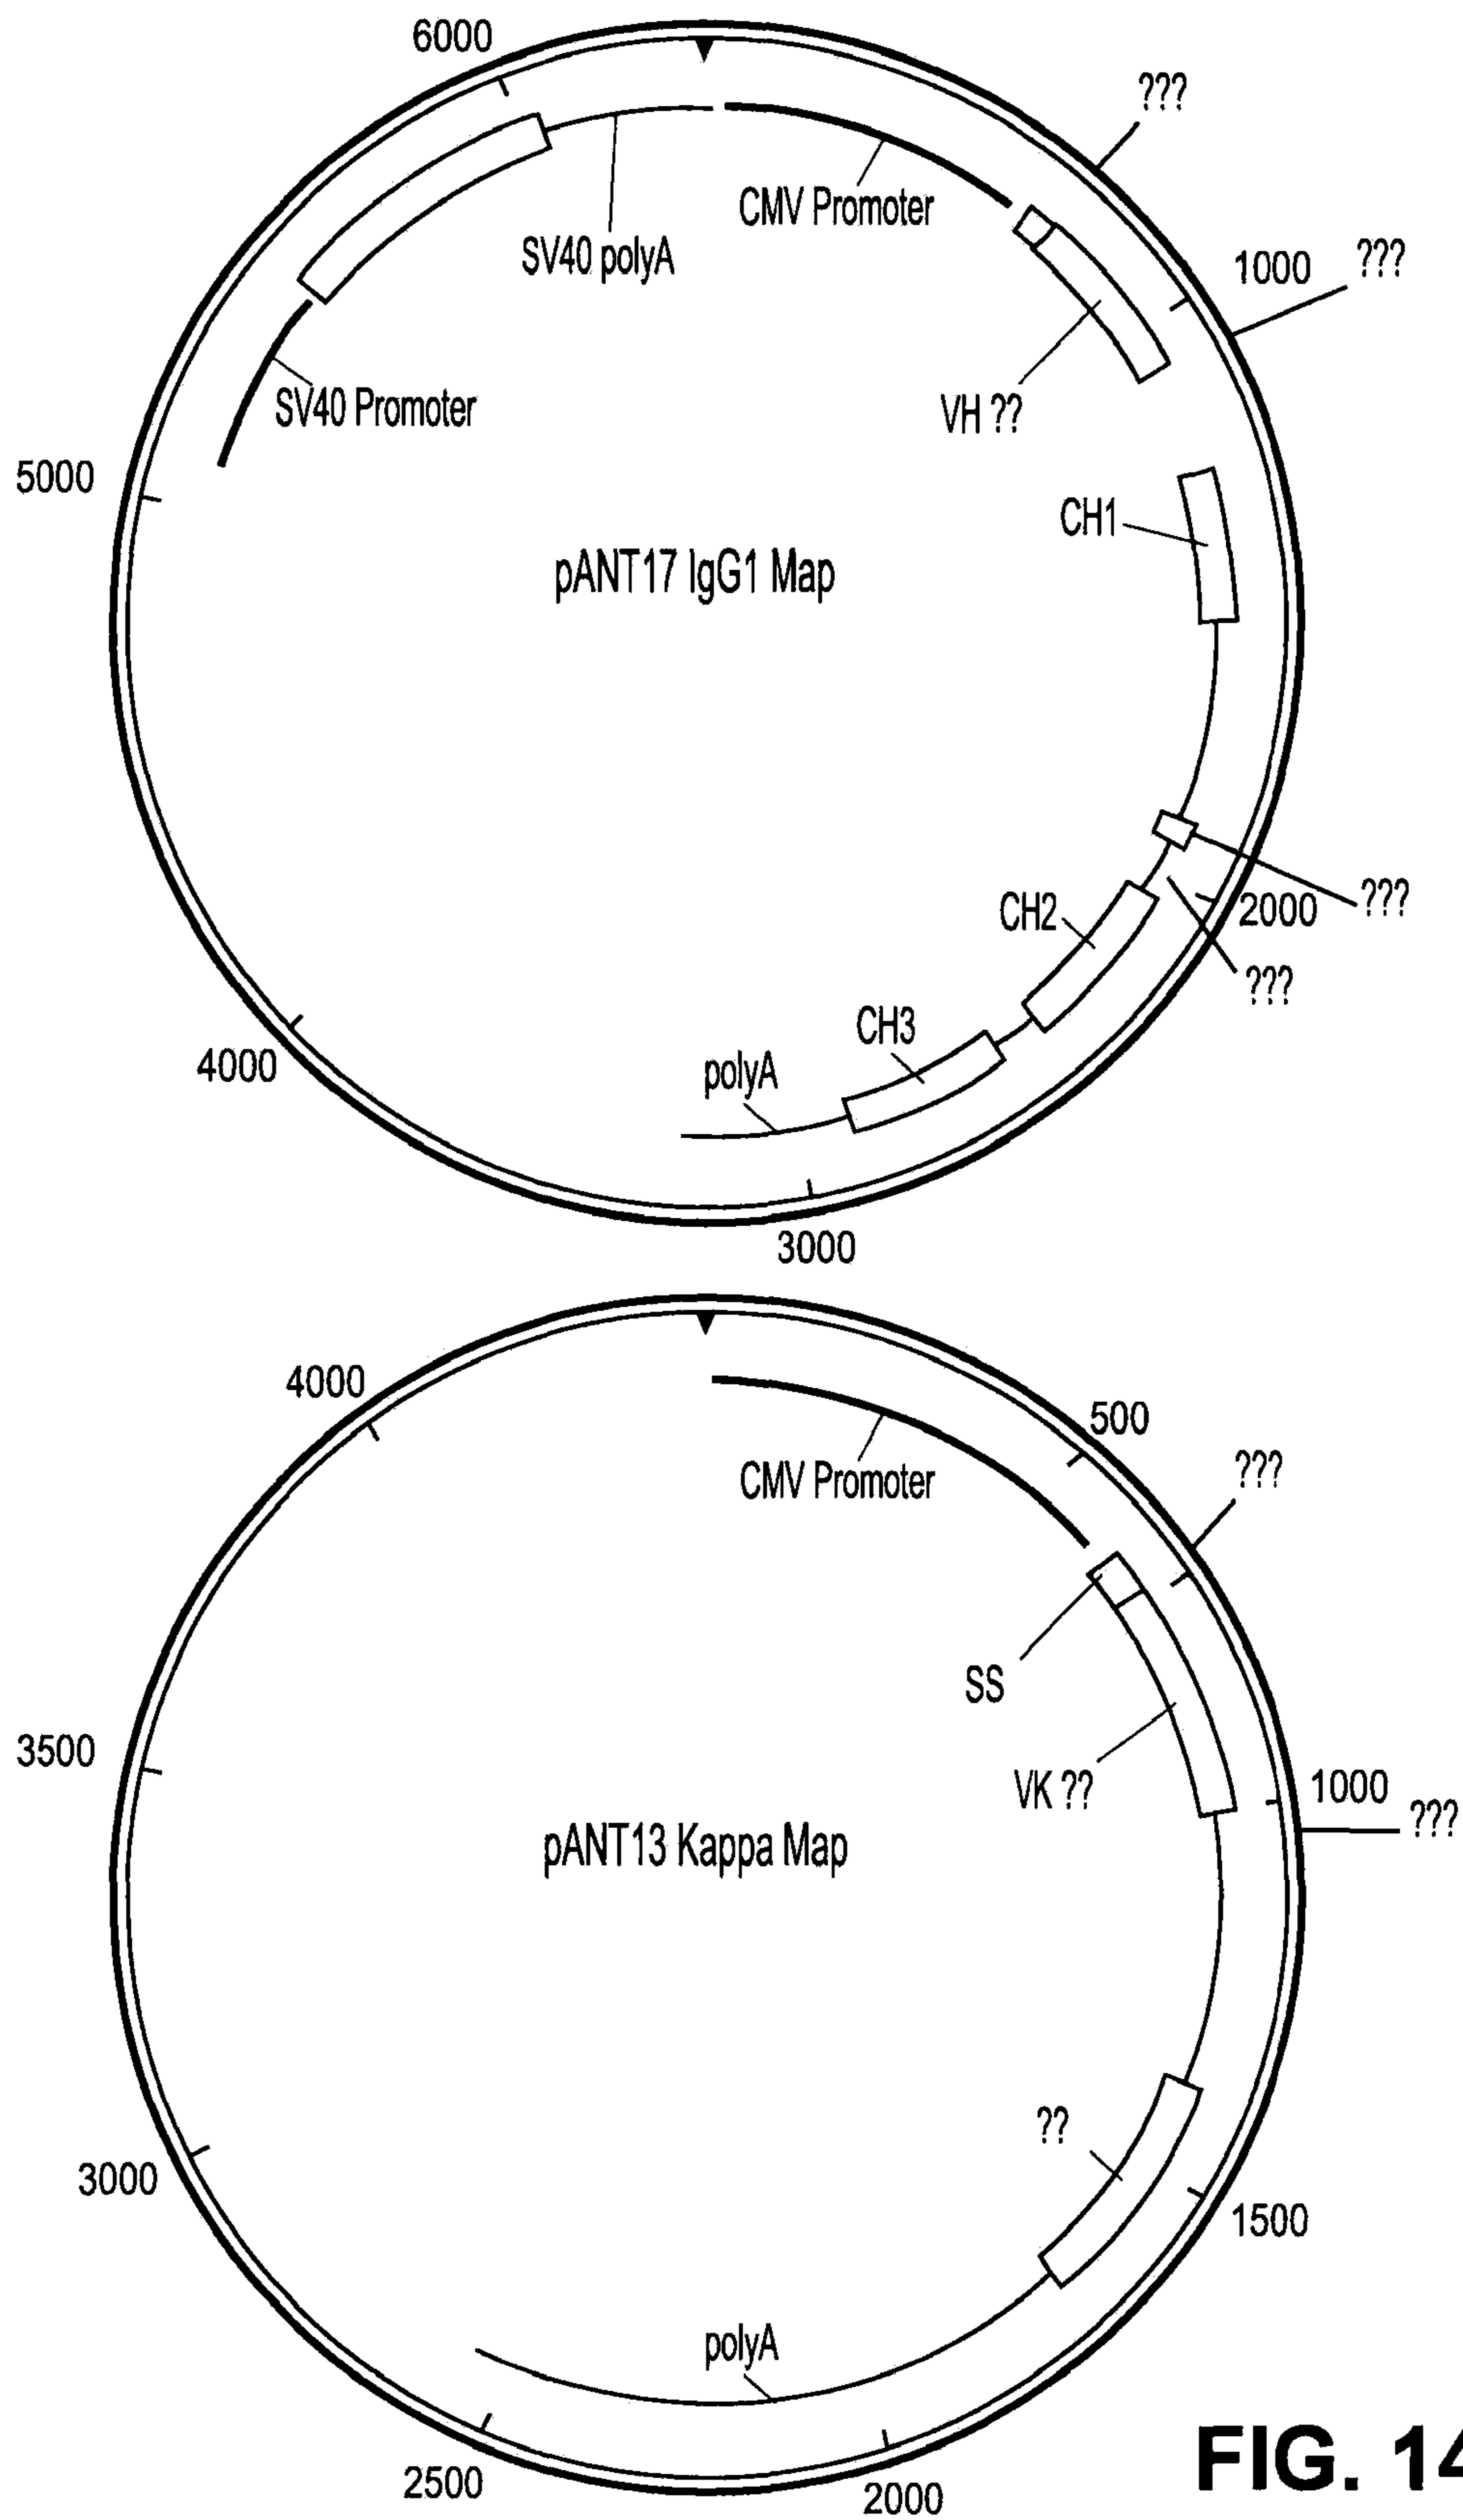 6000
???
CMV Promoter
SV40 polyA
1000
???
VH ??
SV40 Promoter
5000
CH1
pANT17 IgG1 Map
CH2
2000
???
???
CH3
4000
polyA
3000
4000
500
CMV Promoter
???
SS
3500
VK ??
1000
???
pANT13 Kappa Map
??
3000
1500
polyA
2500
2000
FIG. 14